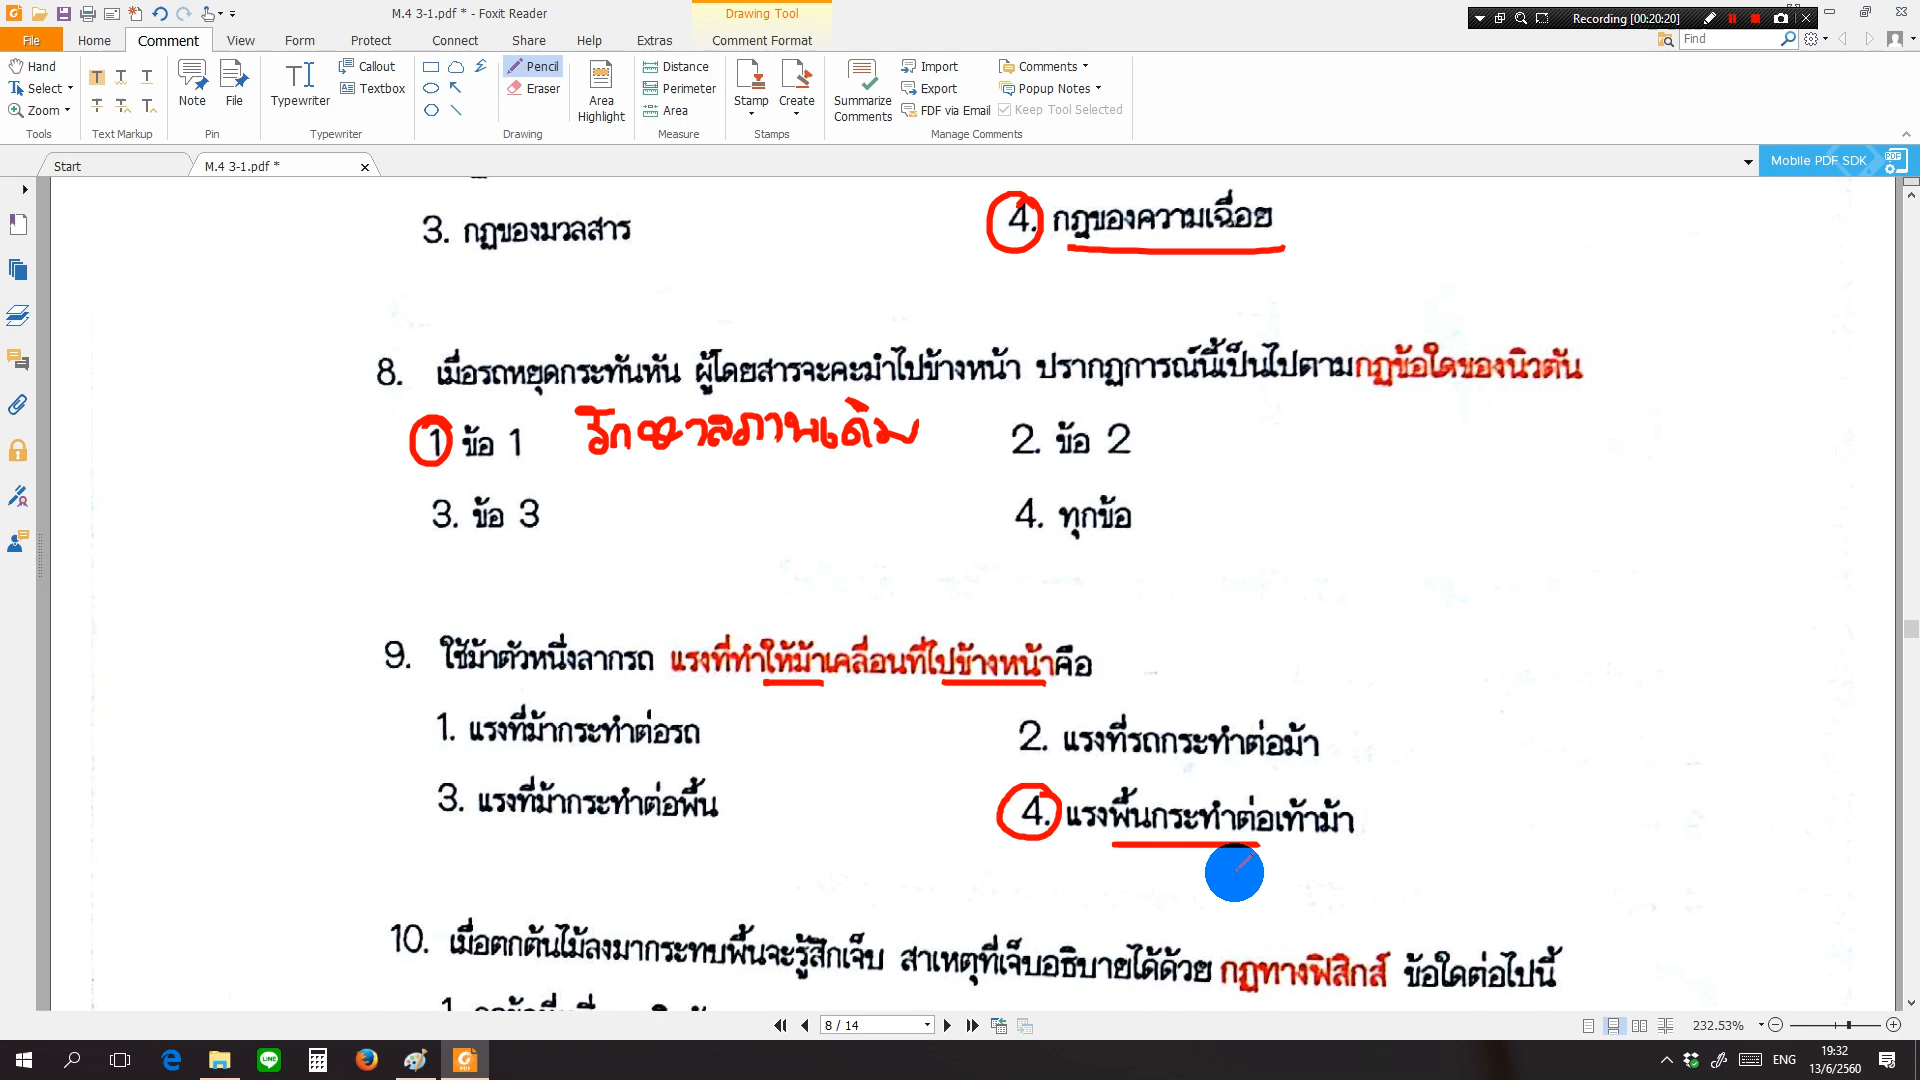 M.4 3-1.pdf * - Foxit Reader
Drawing Tool
Recording [00:20:20]
File Home Comment View Form Protect Connect Share Help Extras Comment Format
Find
Hand
Select
Zoom
Tools
Text Markup
Note
File
Pin
Typewriter
Callout
Textbox
Typewriter
Pencil
Eraser
Area Highlight
Drawing
Distance
Perimeter
Area
Measure
Stamp
Create
Stamps
Summarize Comments
Import
Export
FDF via Email
Comments
Popup Notes
Keep Tool Selected
Manage Comments
Start
M.4 3-1.pdf *
Mobile PDF SDK
PDF
3. กฎของมวลสาร
4. กฎของความเฉื่อย
8. เมื่อรถหยุดกระทันหัน ผู้โดยสารจะคะมำไปข้างหน้า ปรากฏการณ์นี้เป็นไปตามกฎข้อใดของนิวตัน
1 ข้อ 1
2. ข้อ 2
3. ข้อ 3
4. ทุกข้อ
9. ใช้ม้าตัวหนึ่งลากรถ แรงที่ทำให้ม้าเคลื่อนที่ไปข้างหน้าคือ
1. แรงที่ม้ากระทำต่อรถ
2. แรงที่รถกระทำต่อม้า
3. แรงที่ม้ากระทำต่อพื้น
4. แรงพื้นกระทำต่อเท้าม้า
10. เมื่อตกต้นไม้ลงมากระทบพื้นจะรู้สึกเจ็บ สาเหตุที่เจ็บอธิบายได้ด้วย กฎทางฟิสิกส์ ข้อใดต่อไปนี้
8 / 14
232.53%
ENG
19:32
13/6/2560